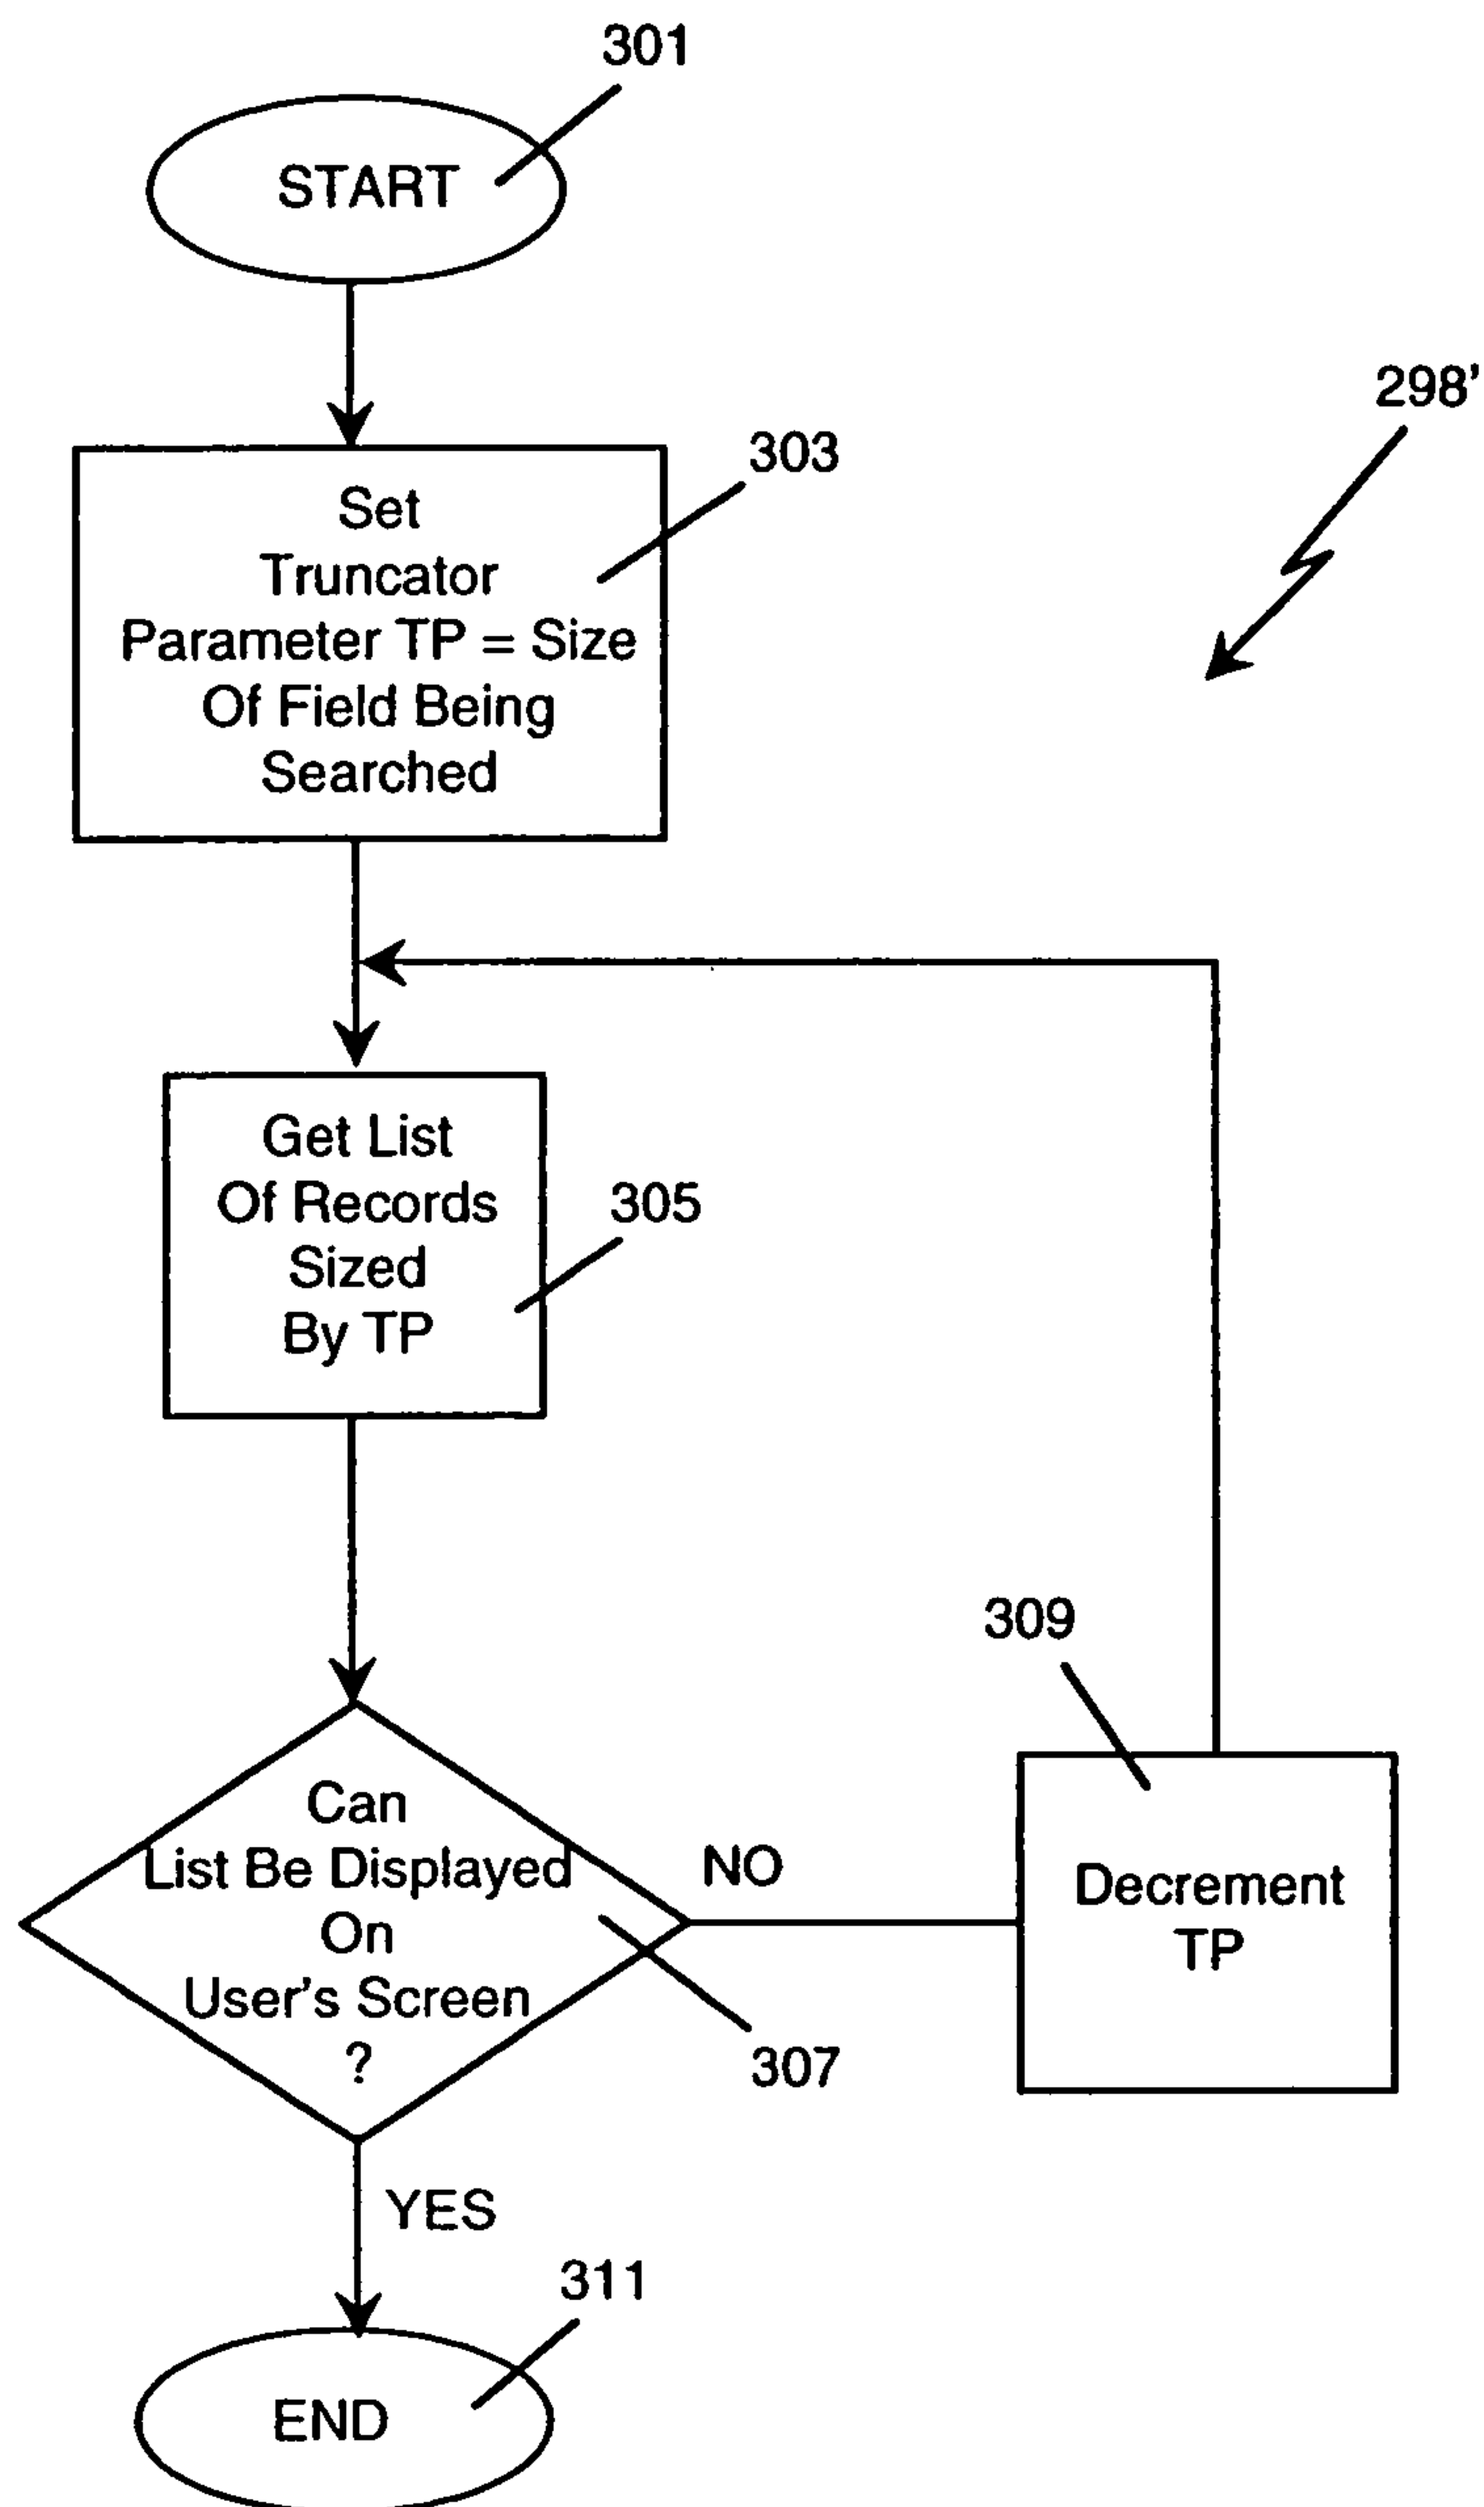 301
START
298'
303
Set
Truncator
Parameter TP = Size
Of Field Being
Searched
Get List
Of Records
Sized
By TP
305
309
Can
List Be Displayed
On
User's Screen
?
NO
Decrement
TP
307
YES
311
END